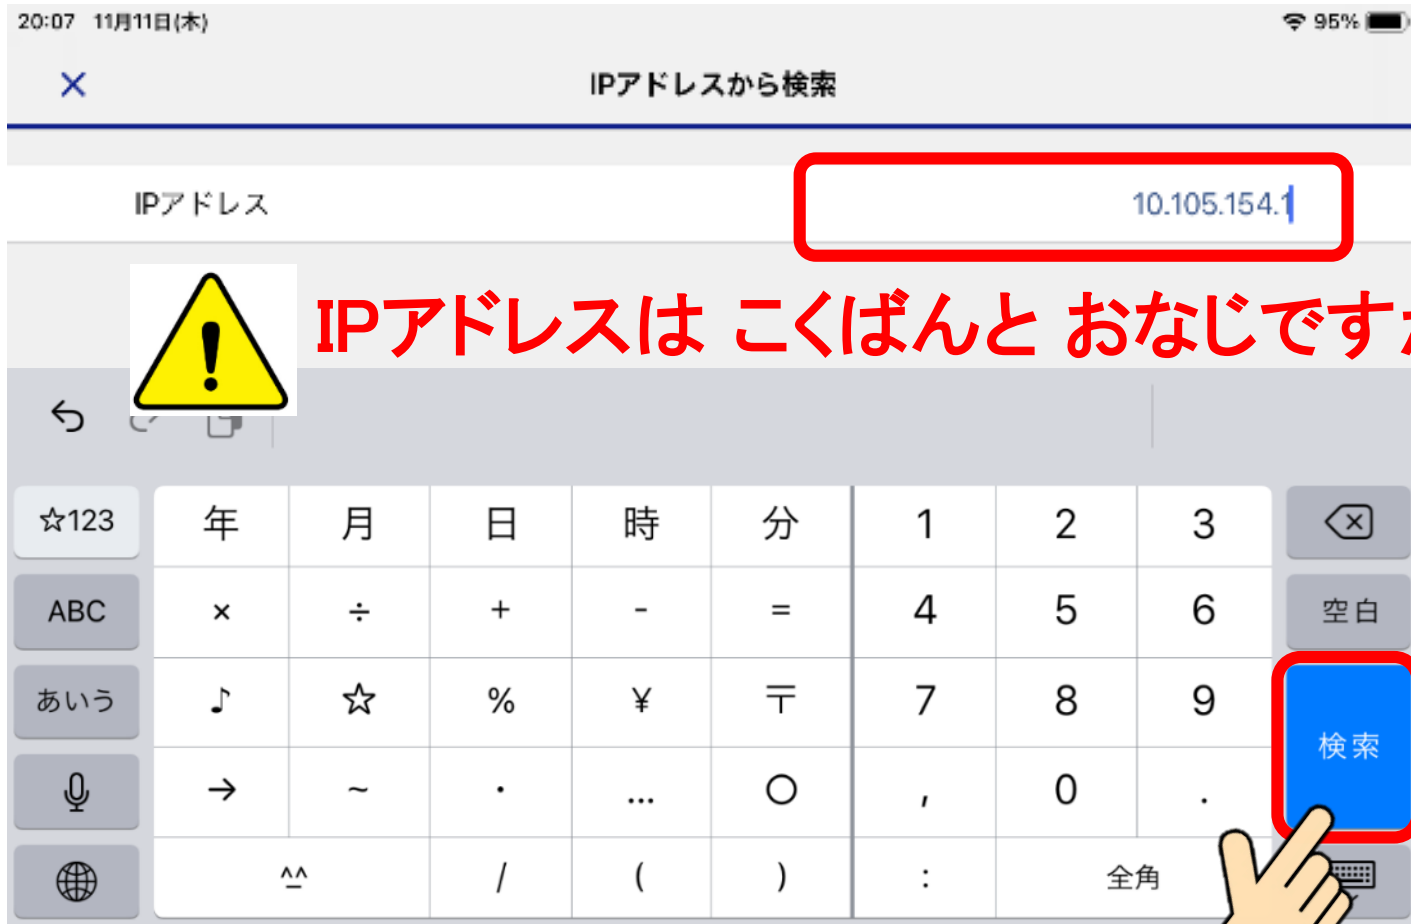 20:07 11月11日(木) 95%
×
IPアドレスから検索
IPアドレス 10.105.154.1
IPアドレスは こくばんと おなじです
☆123 年 月 日 時 分 1 2 3
ABC × ÷ + - = 4 5 6 空白
あいう ♪ ☆ % ¥ 〒 7 8 9 検索
→ ~ ・ … ○ , 0 .
^_^ / ( ) : 全角